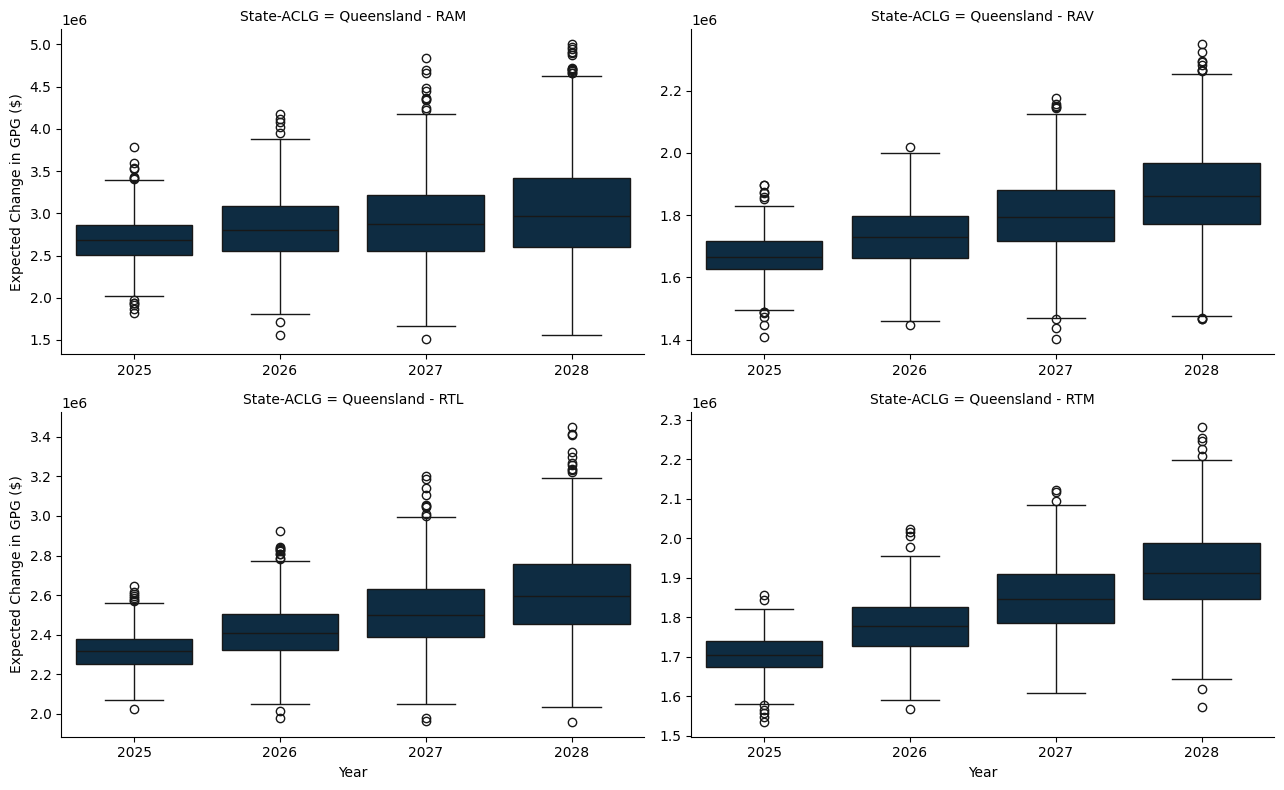 State-ACLG = Queensland - RAM
1e6
Expected Change in GPG ($)
5.0
4.5
4.0
3.5
3.0
2.5
2.0
1.5
2025 2026 2027 2028
State-ACLG = Queensland - RAV
1e6
2.2
2.0
1.8
1.6
1.4
2025 2026 2027 2028
State-ACLG = Queensland - RTL
1e6
Expected Change in GPG ($)
3.4
3.2
3.0
2.8
2.6
2.4
2.2
2.0
2025 2026 2027 2028
Year
State-ACLG = Queensland - RTM
1e6
2.3
2.2
2.1
2.0
1.9
1.8
1.7
1.6
1.5
2025 2026 2027 2028
Year